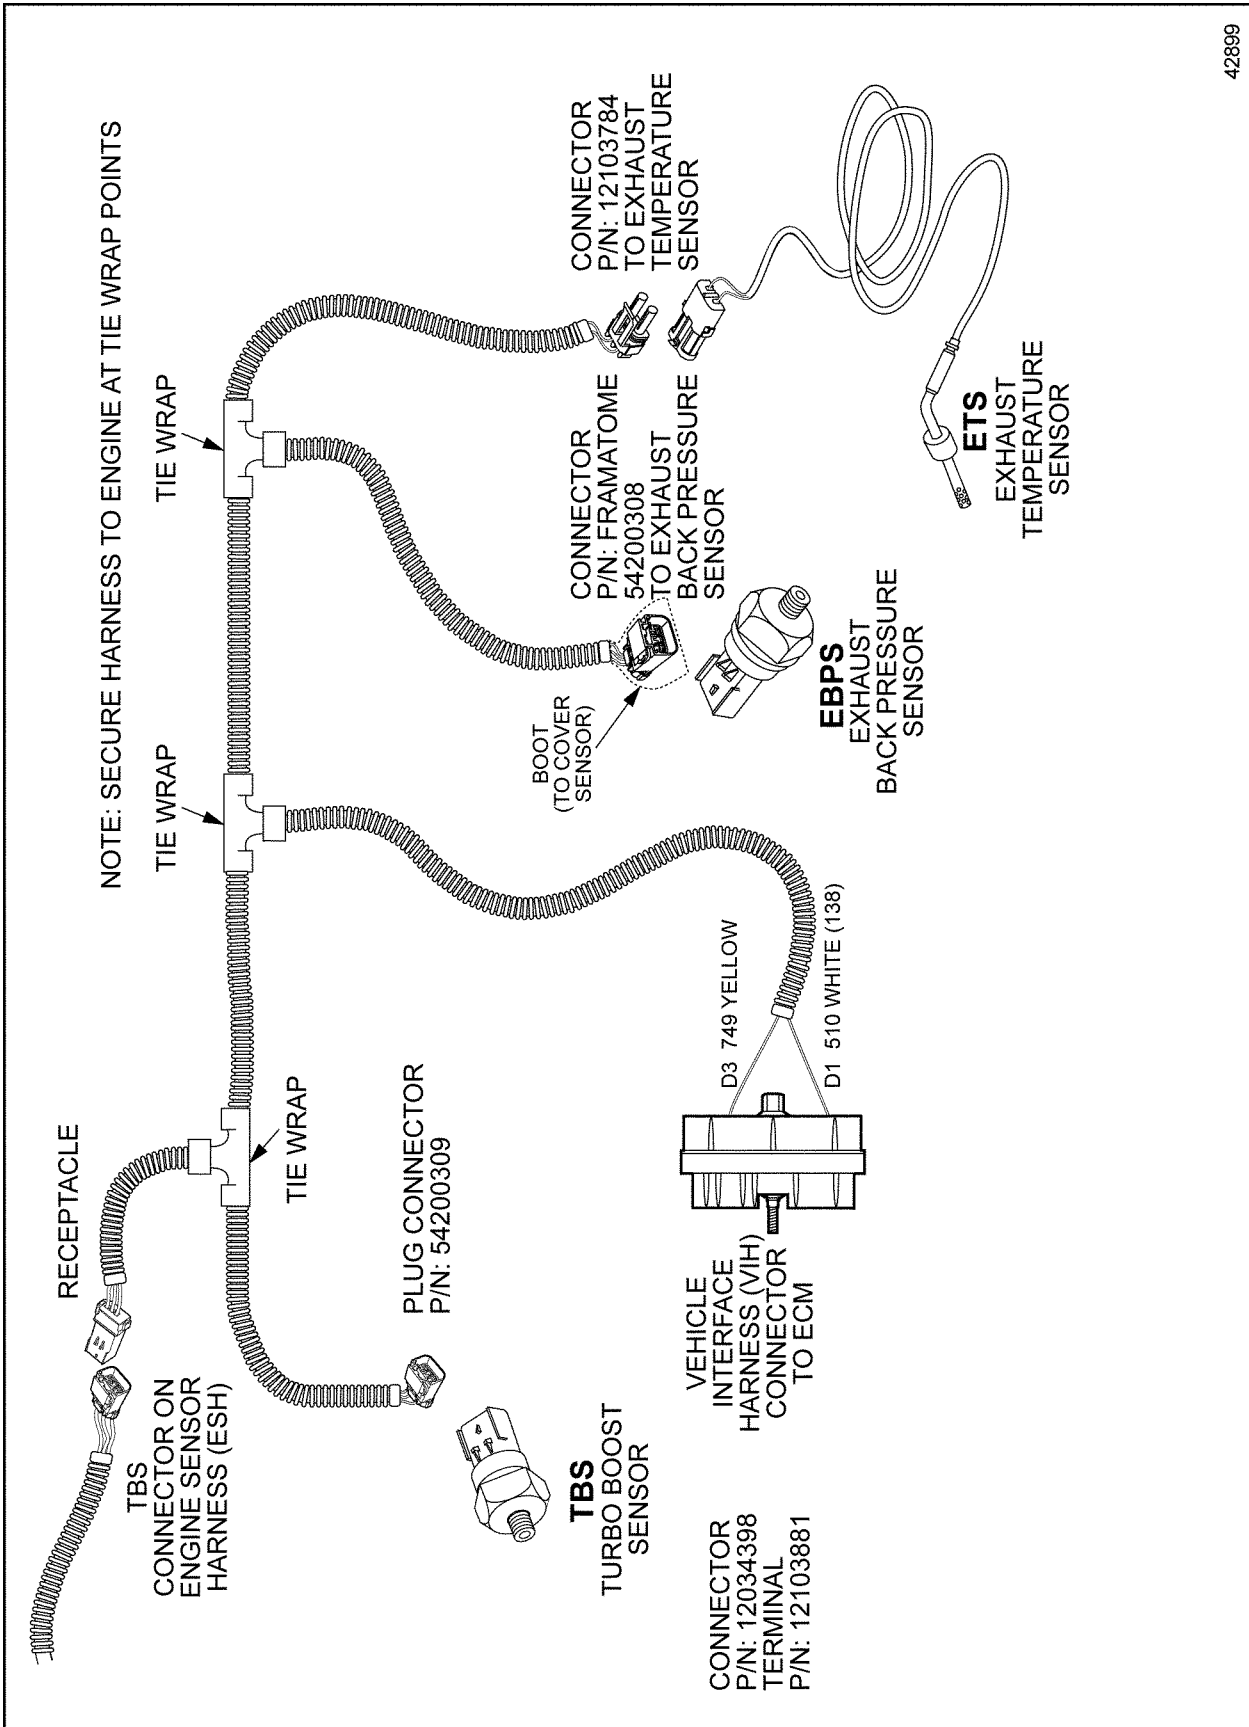 NOTE: SECURE HARNESS TO ENGINE AT TIE WRAP POINTS
RECEPTACLE
TIE WRAP
TIE WRAP
TIE WRAP
TBS
CONNECTOR ON
ENGINE SENSOR
HARNESS (ESH)
PLUG CONNECTOR
P/N: 54200309
TBS
TURBO BOOST
SENSOR
CONNECTOR
P/N: 12034398
TERMINAL
P/N: 12103881
VEHICLE
INTERFACE
HARNESS (VIH)
CONNECTOR
TO ECM
D3 749 YELLOW
D1 510 WHITE (138)
BOOT
(TO COVER
SENSOR)
CONNECTOR
P/N: FRAMATOME
54200308
TO EXHAUST
BACK PRESSURE
SENSOR
EBPS
EXHAUST
BACK PRESSURE
SENSOR
CONNECTOR
P/N: 12103784
TO EXHAUST
TEMPERATURE
SENSOR
ETS
EXHAUST
TEMPERATURE
SENSOR
42899